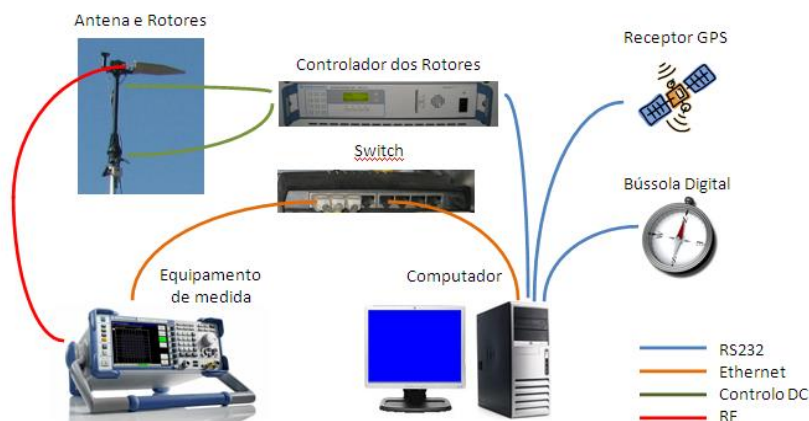 Antena e Rotores
Controlador dos Rotores
Receptor GPS
Switch
Bússola Digital
Equipamento
de medida
Computador
RS232
Ethernet
Controlo DC
RF